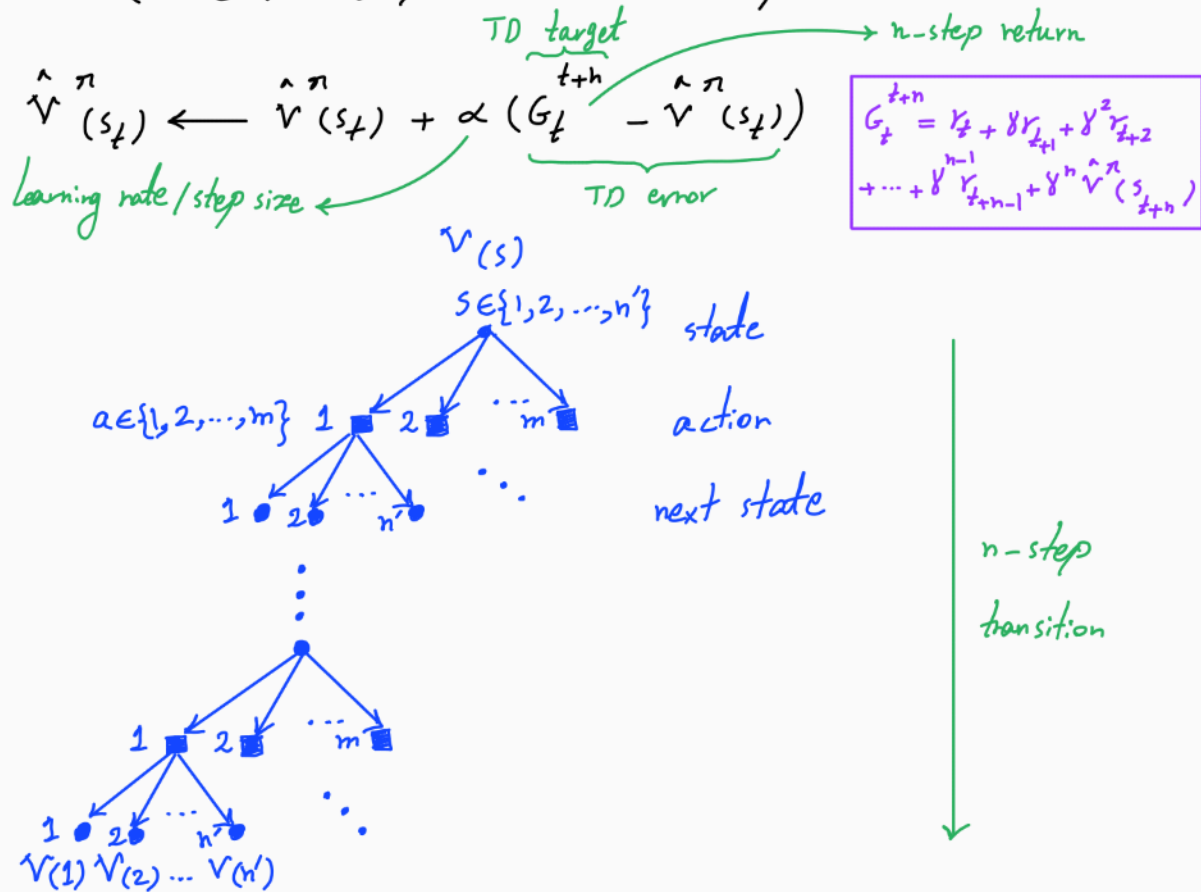 TD target
n-step return
V̂^π(s_t) ← V̂^π(s_t) + α (G_t^{t+n} − V̂^π(s_t))
G_t^{t+n} = r_t + γr_{t+1} + γ²r_{t+2}
+ ⋯ + γ^{n-1} r_{t+n-1} + γ^n V̂^π(s_{t+n})
Learning rate/step size
TD error
V(s)
s∈{1,2,...,n'}
state
a∈{1,2,...,m} 1 2 ... m
action
1 2 ... n'
next state
n-step
transition
1 2 ... m
1 2 ... n'
V(1) V(2) ... V(n')